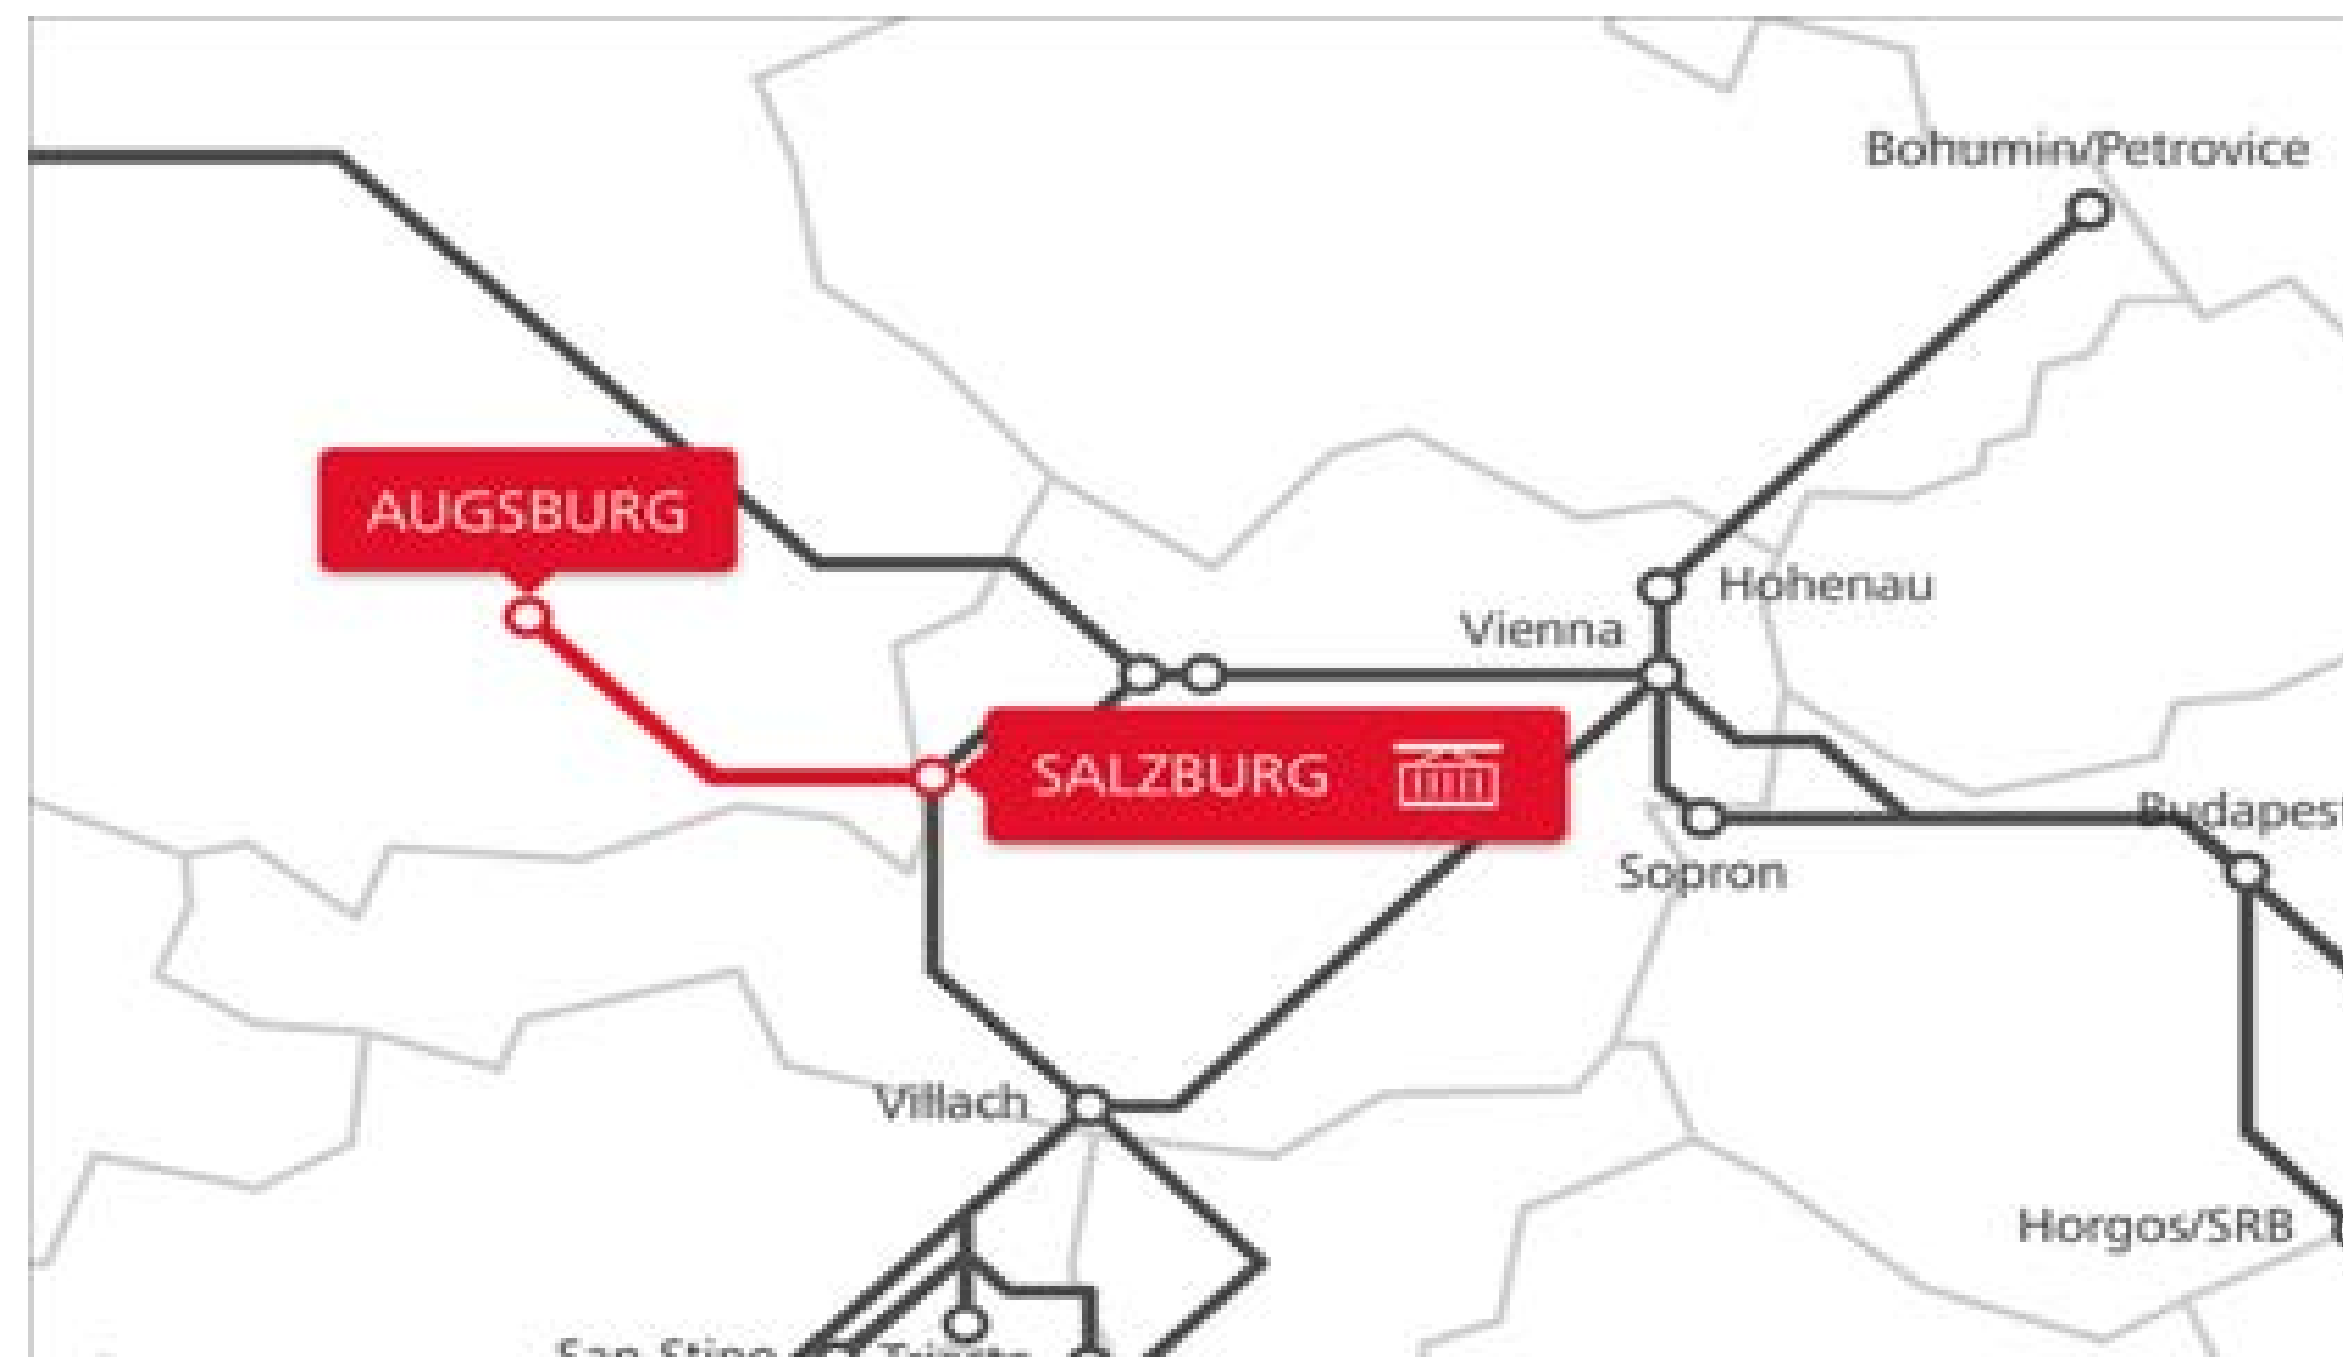 Bohumin/Petrovice
AUGSBURG
Hohenau
Vienna
SALZBURG
Sopron
Villach
Horgos/SRB